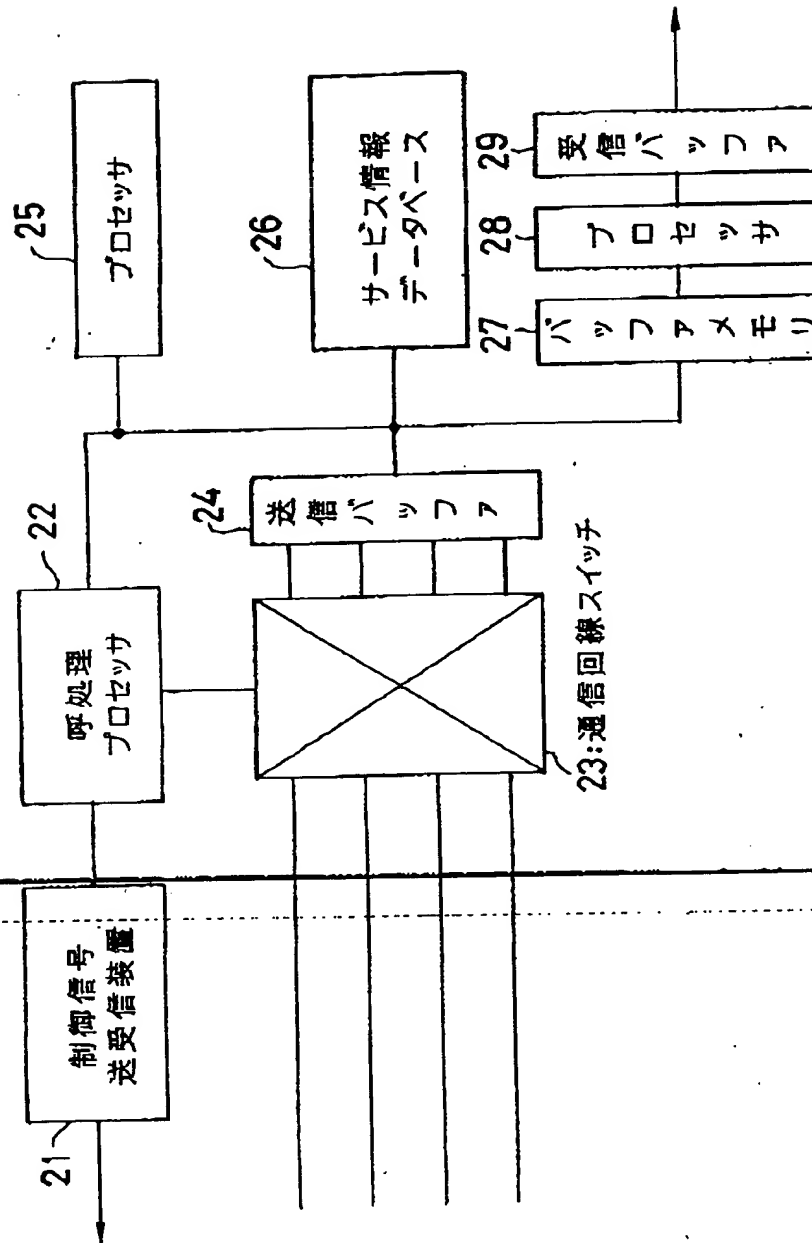 21
制御信号
送受信装置
22
呼処理
プロセッサ
23:通信回線スイッチ
24
送信バッファ
25
プロセッサ
26
サービス情報
データベース
27
バッファメモリ
28
プロセッサ
29
受信バッファ